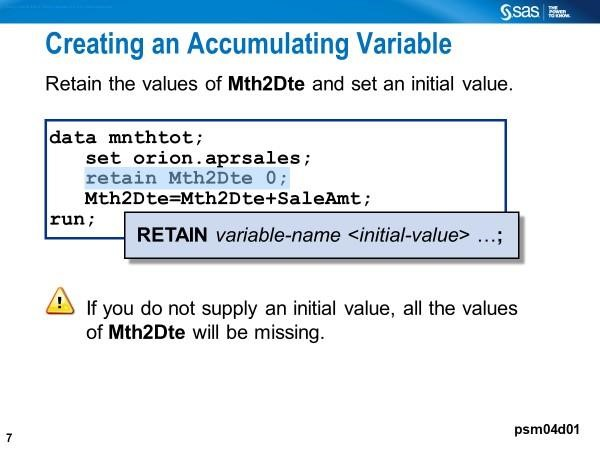 sas THE POWER TO KNOW.
Creating an Accumulating Variable
Retain the values of Mth2Dte and set an initial value.
data mnthtot;
set orion.aprsales;
retain Mth2Dte 0;
Mth2Dte=Mth2Dte+SaleAmt;
run;
RETAIN variable-name <initial-value> …;
!
If you do not supply an initial value, all the values
of Mth2Dte will be missing.
7
psm04d01